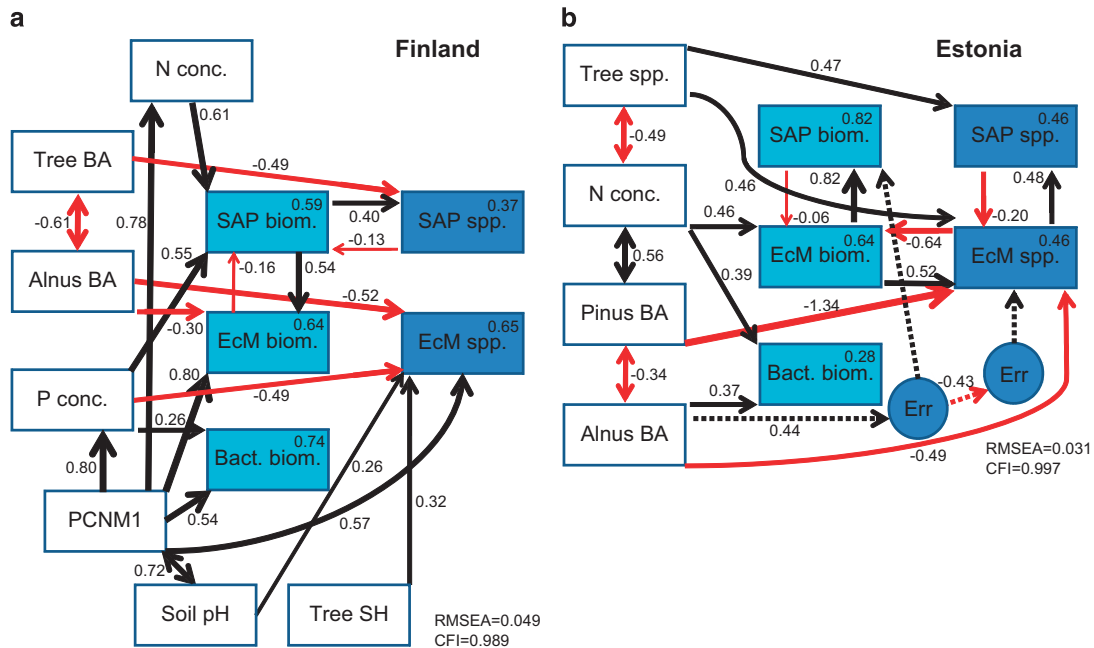 a
Finland
N conc.
0.61
Tree BA
-0.49
-0.61
0.78
0.59
SAP biom.
0.40
0.37
SAP spp.
-0.13
0.55
Alnus BA
-0.16
0.54
-0.52
-0.30
0.64
EcM biom.
0.65
EcM spp.
P conc.
0.80
-0.49
0.26
0.74
Bact. biom.
0.80
0.26
0.32
PCNM1
0.54
0.57
0.72
Soil pH
Tree SH
RMSEA=0.049
CFI=0.989
b
Estonia
Tree spp.
0.47
-0.49
0.82
SAP biom.
0.46
SAP spp.
0.46
0.82
0.48
N conc.
0.46
-0.06
-0.20
0.64
EcM biom.
-0.64
0.46
EcM spp.
0.56
0.39
0.52
Pinus BA
-1.34
-0.34
0.28
Bact. biom.
0.37
Err
-0.43
Err
Alnus BA
0.44
-0.49
RMSEA=0.031
CFI=0.997